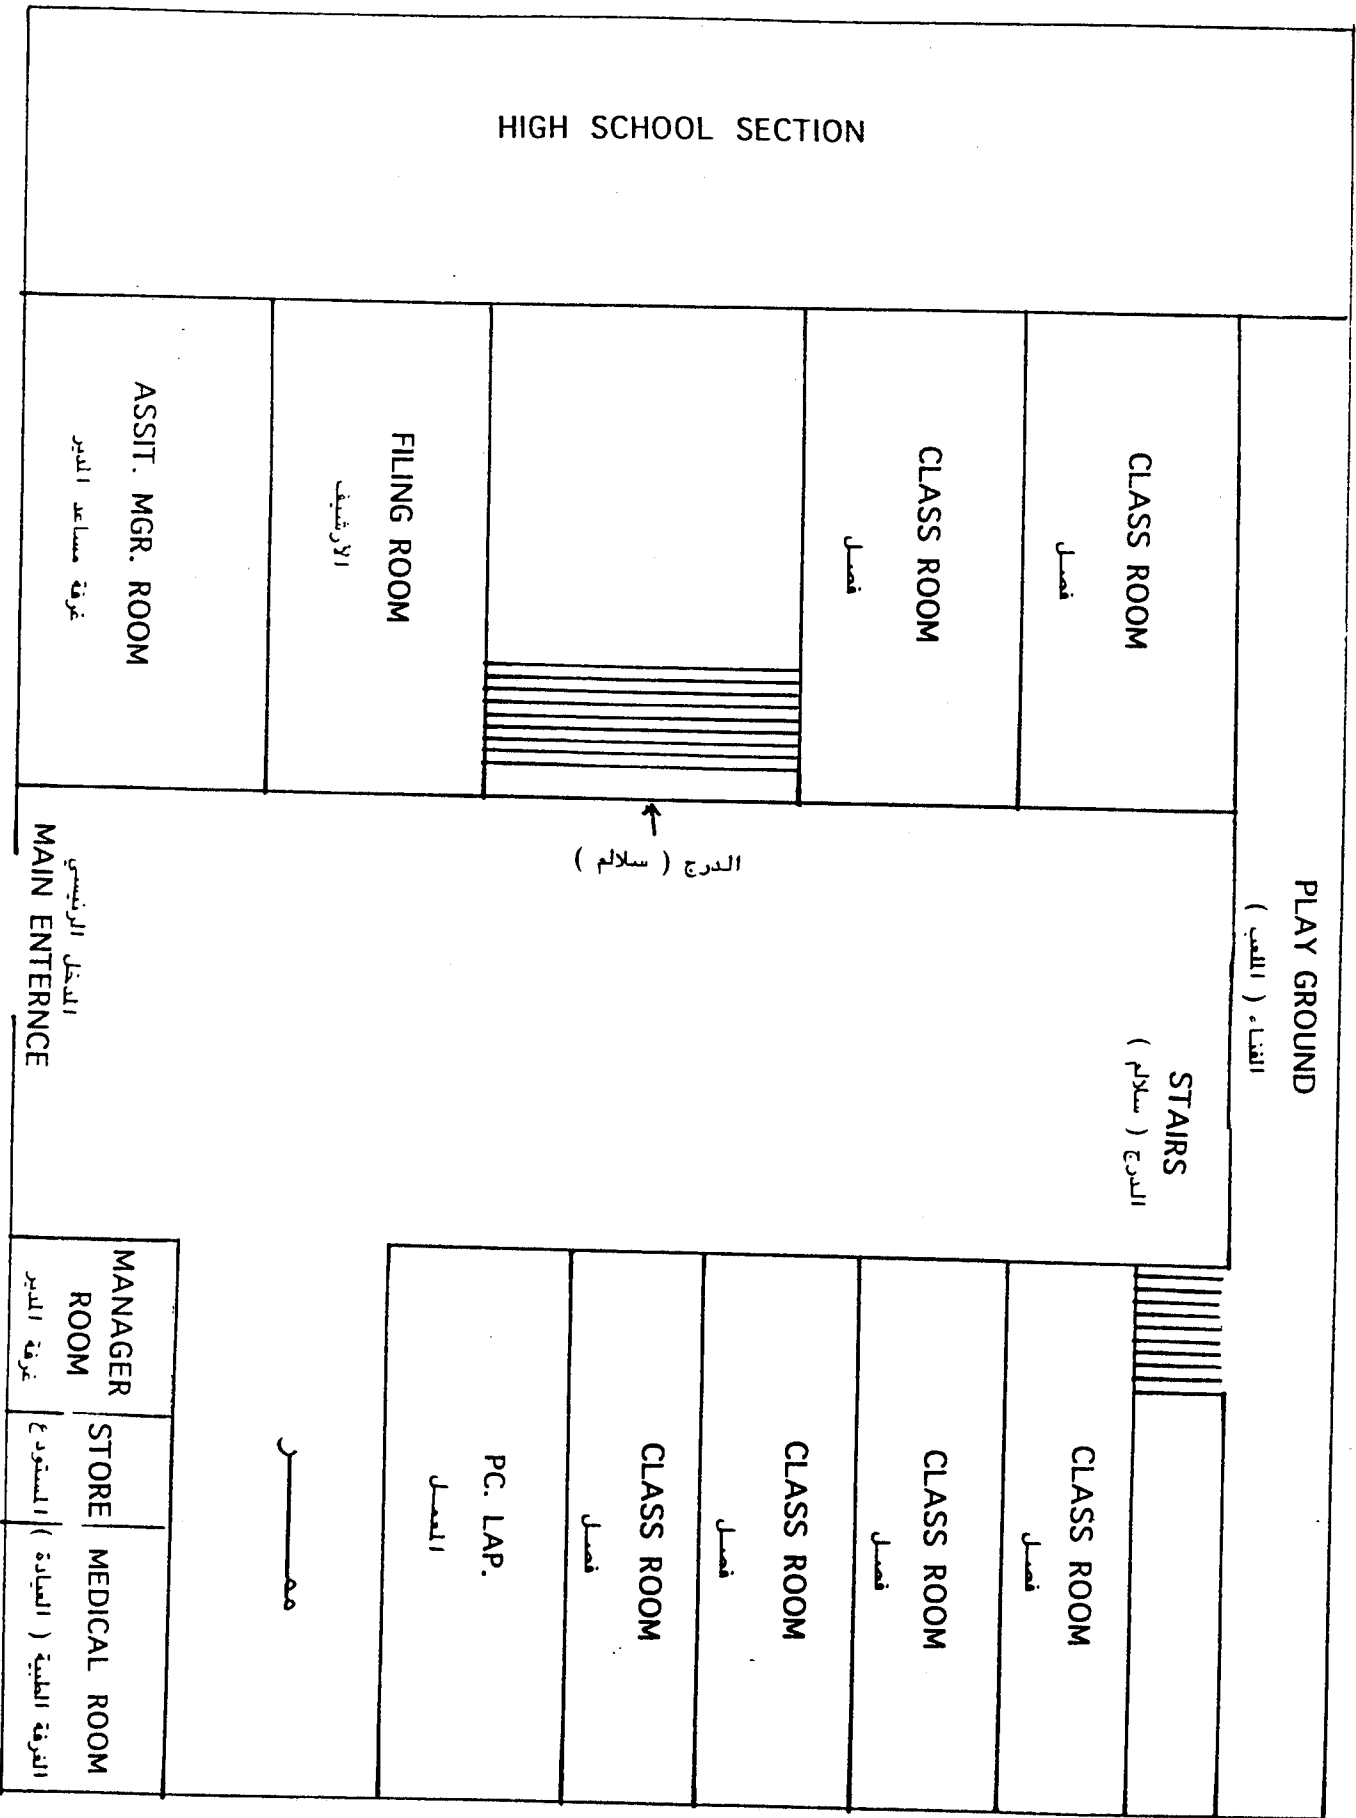 HIGH SCHOOL SECTION
ASSIT. MGR. ROOM
غرفة مساعد المدير
FILING ROOM
الارشيف
CLASS ROOM
فصل
CLASS ROOM
فصل
الدرج ( سلالم )
PLAY GROUND
الفناء ( الملعب )
STAIRS
الدرج ( سلالم )
المدخل الرئيسي
MAIN ENTERNCE
MANAGER
ROOM
غرفة المدير
STORE
المستودع
MEDICAL ROOM
الغرفة الطبية ( العيادة )
ممر
PC. LAP.
المعمل
CLASS ROOM
فصل
CLASS ROOM
فصل
CLASS ROOM
فصل
CLASS ROOM
فصل